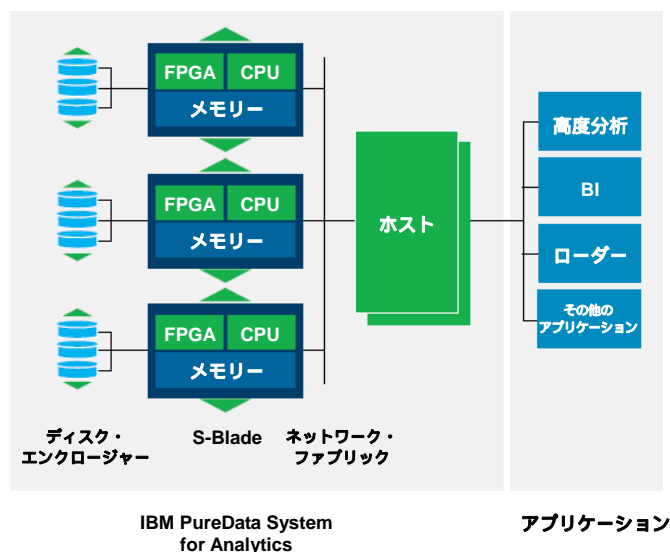 FPGA CPU
メモリー
FPGA CPU
メモリー
FPGA CPU
メモリー
ホスト
高度分析
BI
ローダー
その他の
アプリケーション
ディスク・
エンクロージャー
S-Blade
ネットワーク・
ファブリック
IBM PureData System
for Analytics
アプリケーション